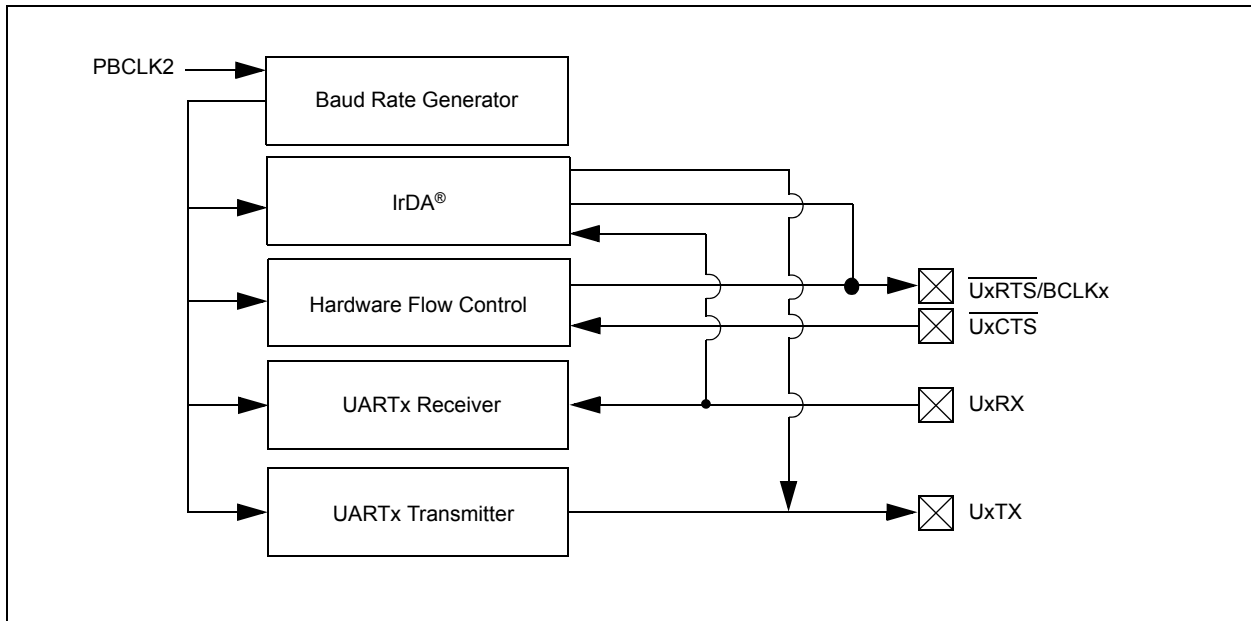 PBCLK2
Baud Rate Generator
IrDA®
Hardware Flow Control
UxRTS/BCLKx
UxCTS
UARTx Receiver
UxRX
UARTx Transmitter
UxTX